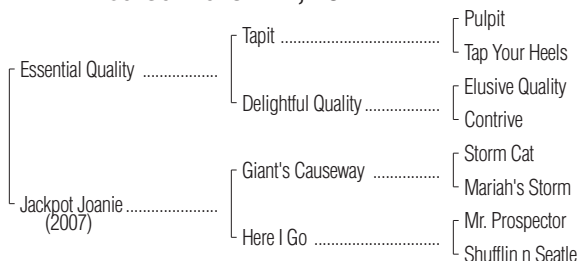 Pulpit
Tapit ........................................
Tap Your Heels
Essential Quality ..................
Elusive Quality
Delightful Quality ...................
Contrive
Storm Cat
Giant's Causeway .................
Mariah's Storm
Jackpot Joanie ......................
(2007)
Mr. Prospector
Here I Go ................................
Shufflin n Seatle